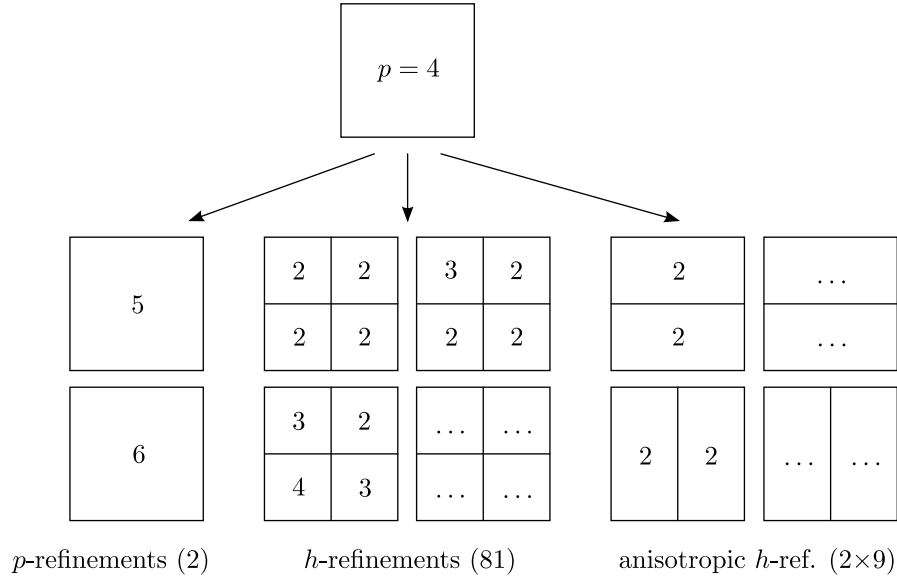 p = 4
5
2 2 3 2 2 ...
2 2 2 2 2 ...
6
3 2 ... ... 2 2 ... ...
4 3 ... ...
p-refinements (2) h-refinements (81) anisotropic h-ref. (2×9)